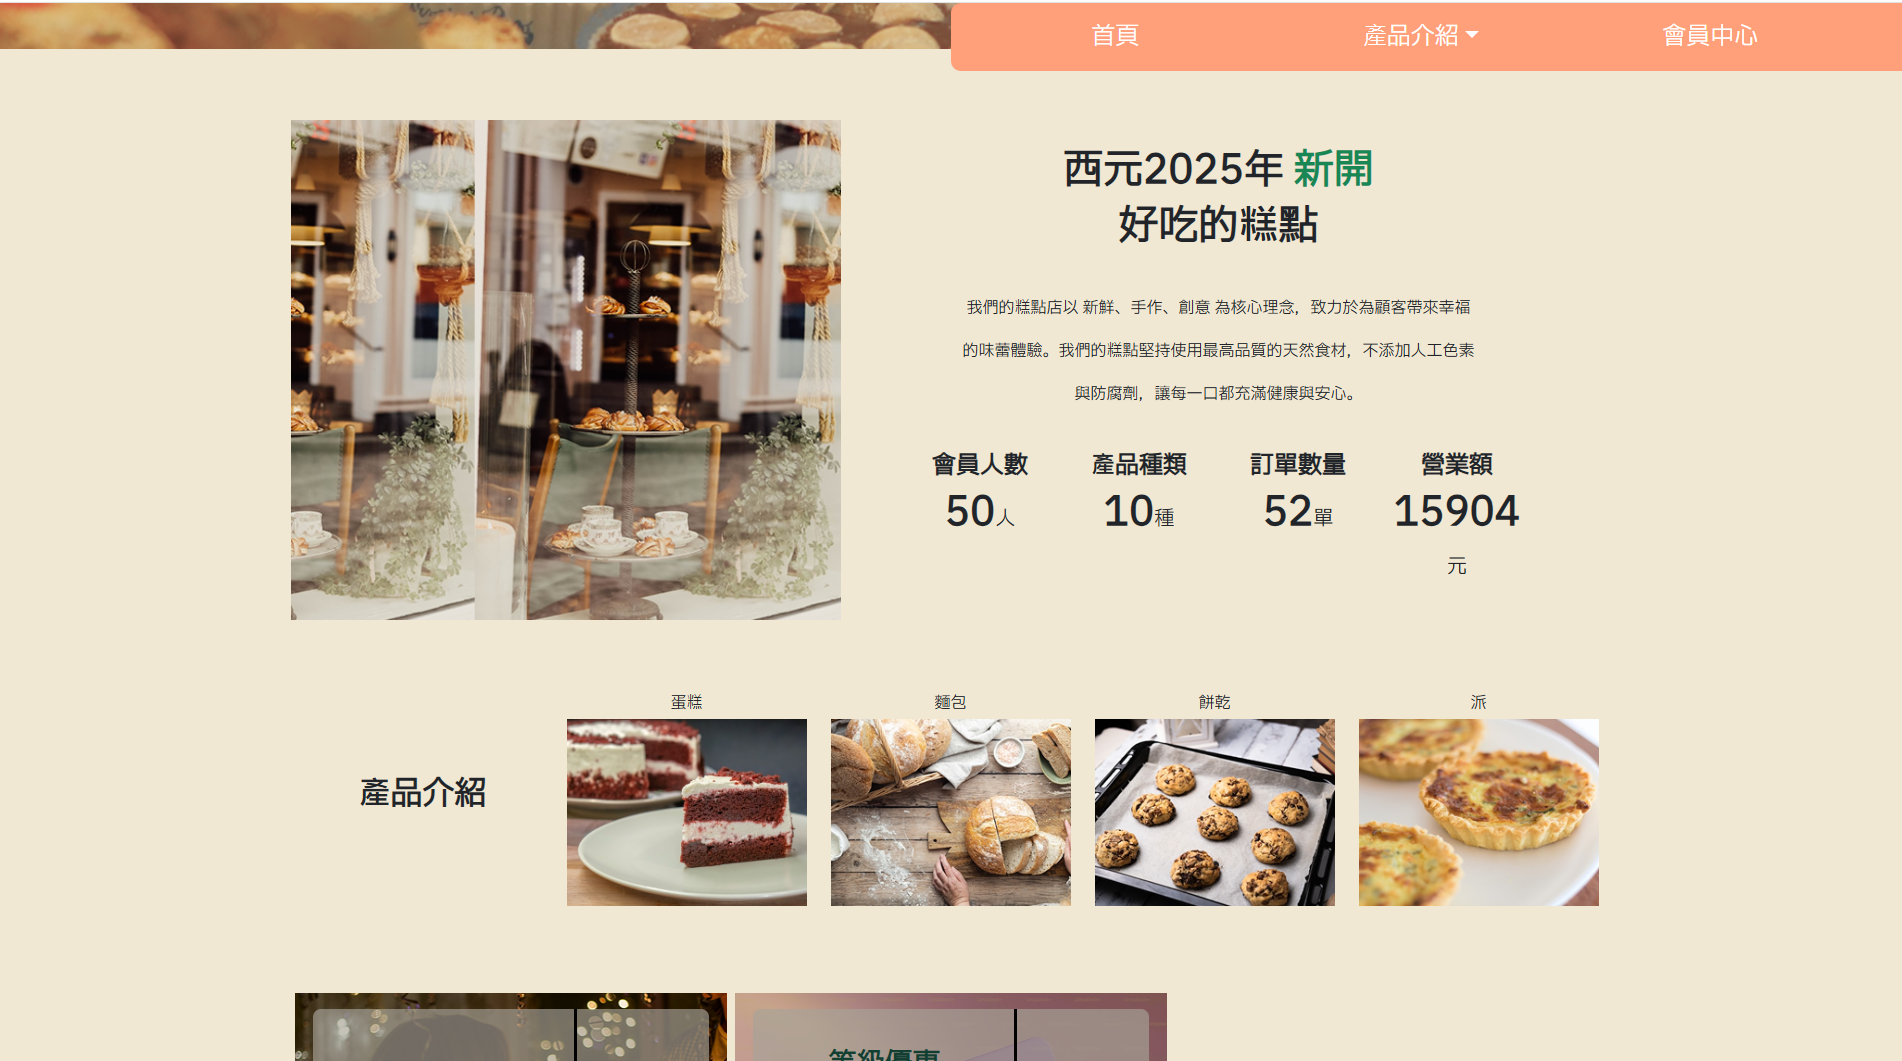 首頁 產品介紹 會員中心
西元2025年 新開
好吃的糕點
我們的糕點店以 新鮮、手作、創意 為核心理念，致力於為顧客帶來幸福
的味蕾體驗。我們的糕點堅持使用最高品質的天然食材，不添加人工色素
與防腐劑，讓每一口都充滿健康與安心。
會員人數 產品種類 訂單數量 營業額
50人 10種 52單 15904
元
蛋糕 麵包 餅乾 派
產品介紹
等級優惠